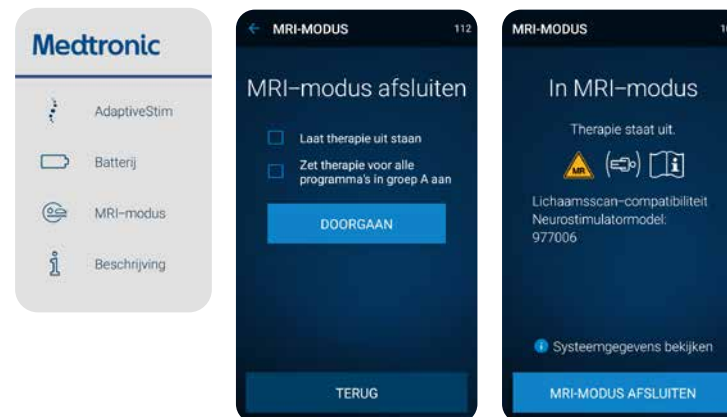 Medtronic
AdaptiveStim
Batterij
MRI-modus
Beschrijving
MRI-MODUS 112
MRI-modus afsluiten
Laat therapie uit staan
Zet therapie voor alle
programma's in groep A aan
DOORGAAN
TERUG
MRI-MODUS
In MRI-modus
Therapie staat uit.
MR
Lichaamsscan-compatibiliteit
Neurostimulatormodel:
977006
Systeemgegevens bekijken
MRI-MODUS AFSLUITEN